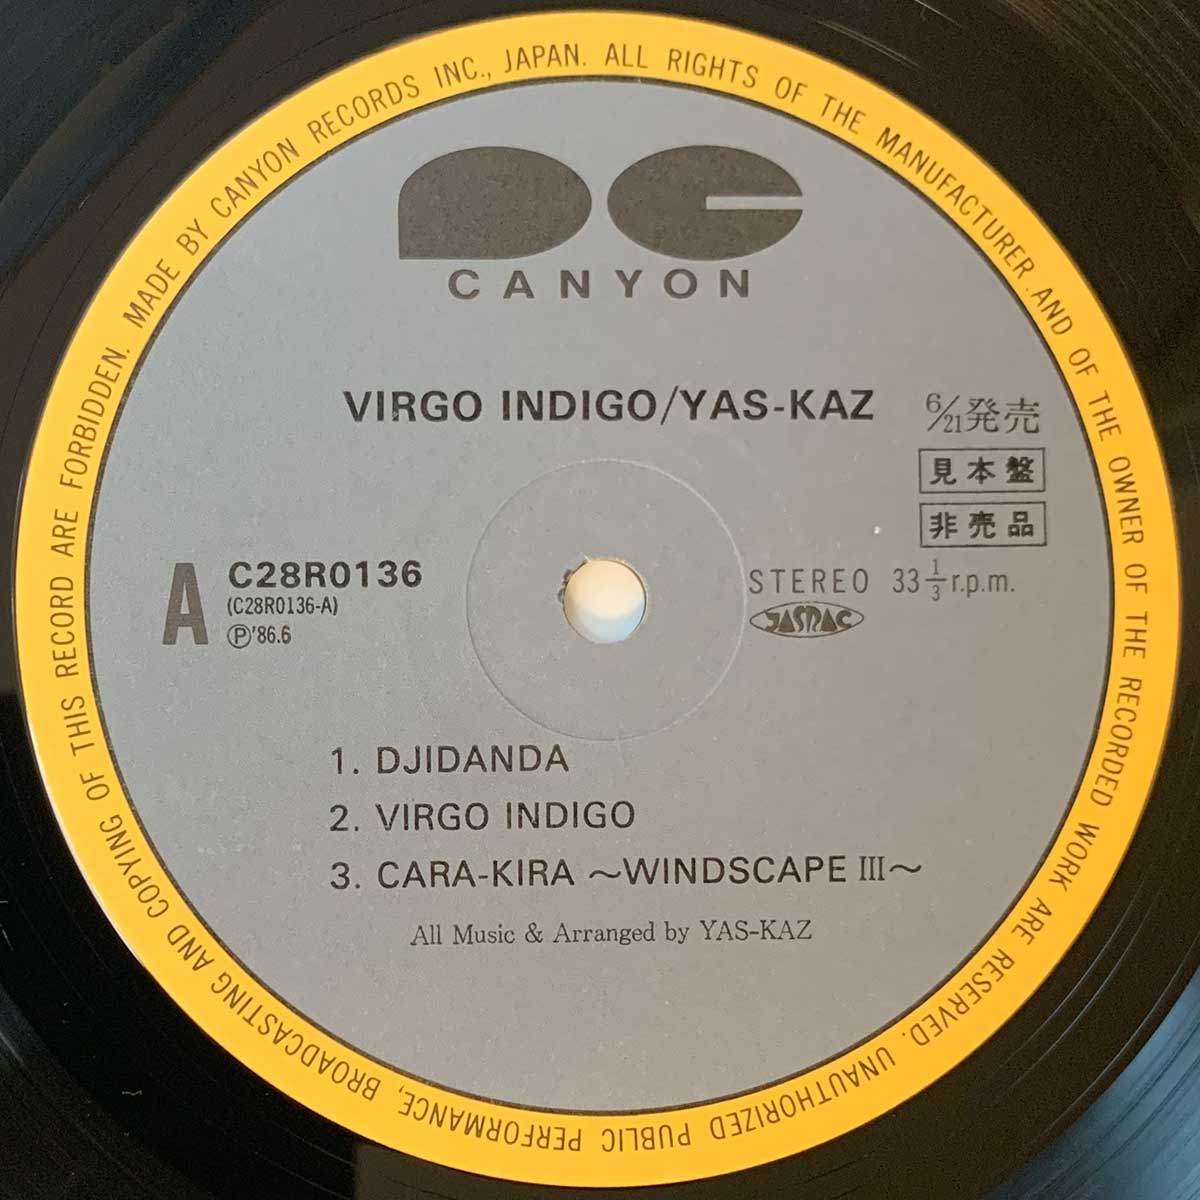 MADE BY CANYON RECORDS INC., JAPAN. ALL RIGHTS OF THE MANUFACTURER AND OF THE OWNER OF THE RECORDED WORK ARE RESERVED. UNAUTHORIZED PUBLIC PERFORMANCE, BROADCASTING AND COPYING OF THIS RECORD ARE FORBIDDEN.
PC
CANYON
VIRGO INDIGO/YAS-KAZ
6/21発売
見本盤
非売品
A
C28R0136
(C28R0136-A)
Ⓟ'86.6
STEREO 33 1/3 r.p.m.
JASRAC
1. DJIDANDA
2. VIRGO INDIGO
3. CARA-KIRA ～WINDSCAPE III～
All Music & Arranged by YAS-KAZ